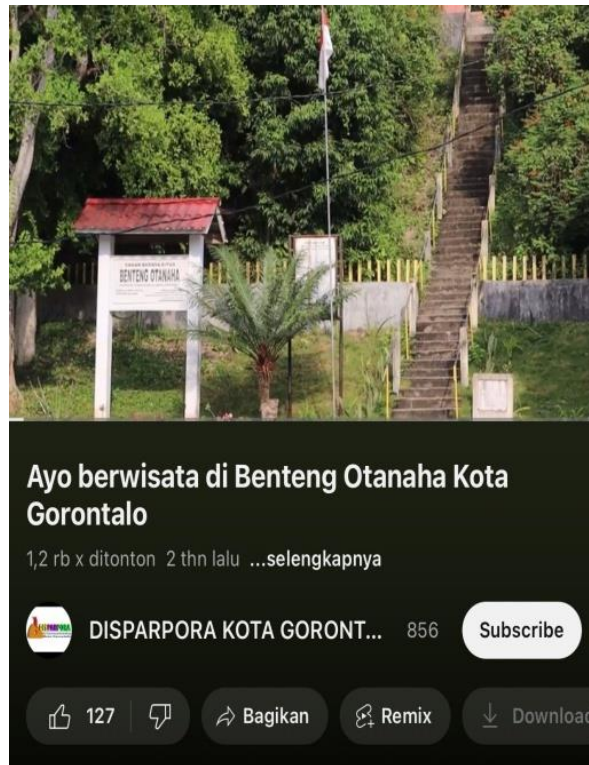 BENTENG OTANAHA
Ayo berwisata di Benteng Otanaha Kota
Gorontalo
1,2 rb x ditonton 2 thn lalu ...selengkapnya
DISPARPORA KOTA GORONT... 856 Subscribe
127 Bagikan Remix Download